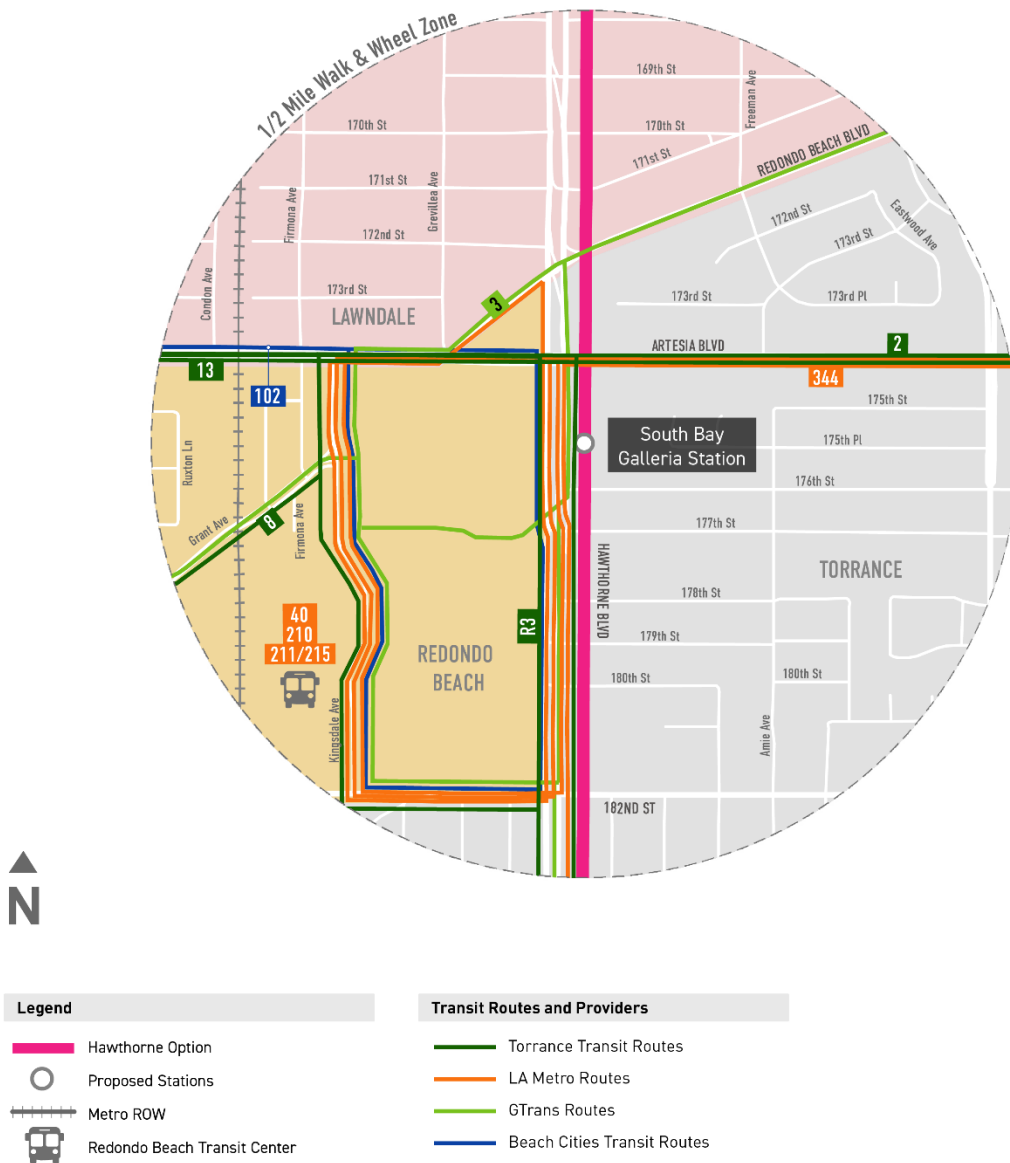 1/2 Mile Walk & Wheel Zone
169th St
Freeman Ave
170th St
170th St
REDONDO BEACH BLVD
171st St
171st St
Grevillea Ave
Firmona Ave
172nd St
172nd St
Eastwood Ave
173rd St
Condon Ave
173rd St
3
173rd St
173rd Pl
LAWNDALE
ARTESIA BLVD
2
13
344
102
175th St
South Bay
Galleria Station
175th Pl
Ruxton Ln
176th St
Grant Ave
8
Firmona Ave
177th St
HAWTHORNE BLVD
TORRANCE
178th St
40
210
211/215
R3
179th St
REDONDO
BEACH
180th St
180th St
Kingsdale Ave
Amie Ave
182ND ST
N
Legend
Hawthorne Option
Proposed Stations
Metro ROW
Redondo Beach Transit Center
Transit Routes and Providers
Torrance Transit Routes
LA Metro Routes
GTrans Routes
Beach Cities Transit Routes